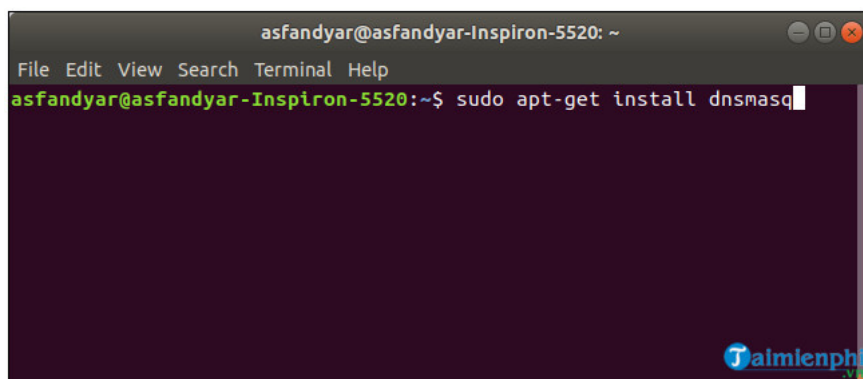 asfandyar@asfandyar-Inspiron-5520: ~
File Edit View Search Terminal Help
asfandyar@asfandyar-Inspiron-5520:~$ sudo apt-get install dnsmasq
Taimienphi
.vn